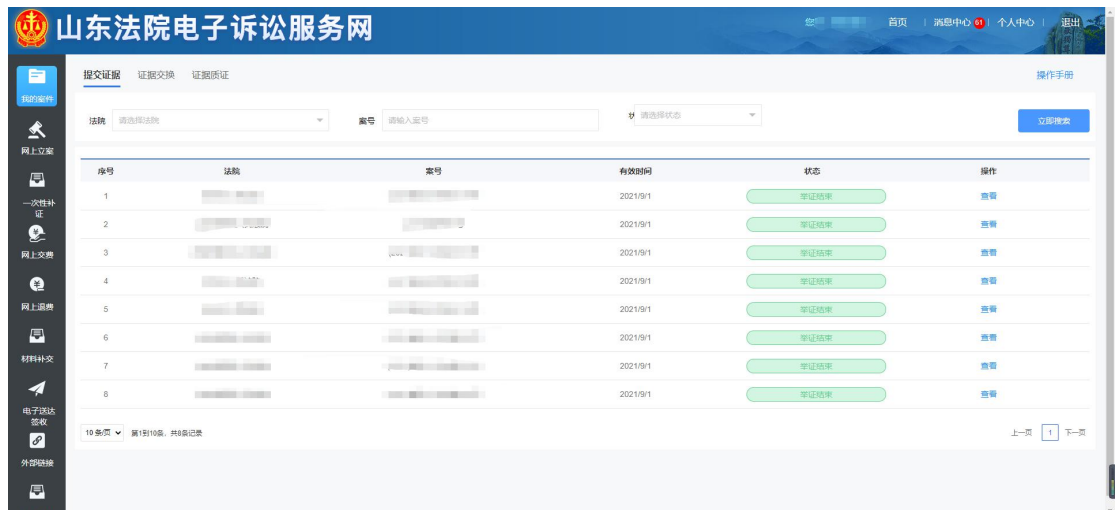 山东法院电子诉讼服务网
您 首页 | 消息中心 61 | 个人中心 | 退出
我的案件
网上立案
一次性补
证
网上交费
网上退费
材料补交
电子送达
签收
外部链接
提交证据 证据交换 证据质证 操作手册
法院 请选择法院 案号 请输入案号 请选择状态 立即搜索
序号 法院 案号 有效时间 状态 操作
1 2021/9/1 举证结束 查看
2 2021/9/1 举证结束 查看
3 2021/9/1 举证结束 查看
4 2021/9/1 举证结束 查看
5 2021/9/1 举证结束 查看
6 2021/9/1 举证结束 查看
7 2021/9/1 举证结束 查看
8 2021/9/1 举证结束 查看
10 条/页 第1到10条, 共8条记录 上一页 1 下一页